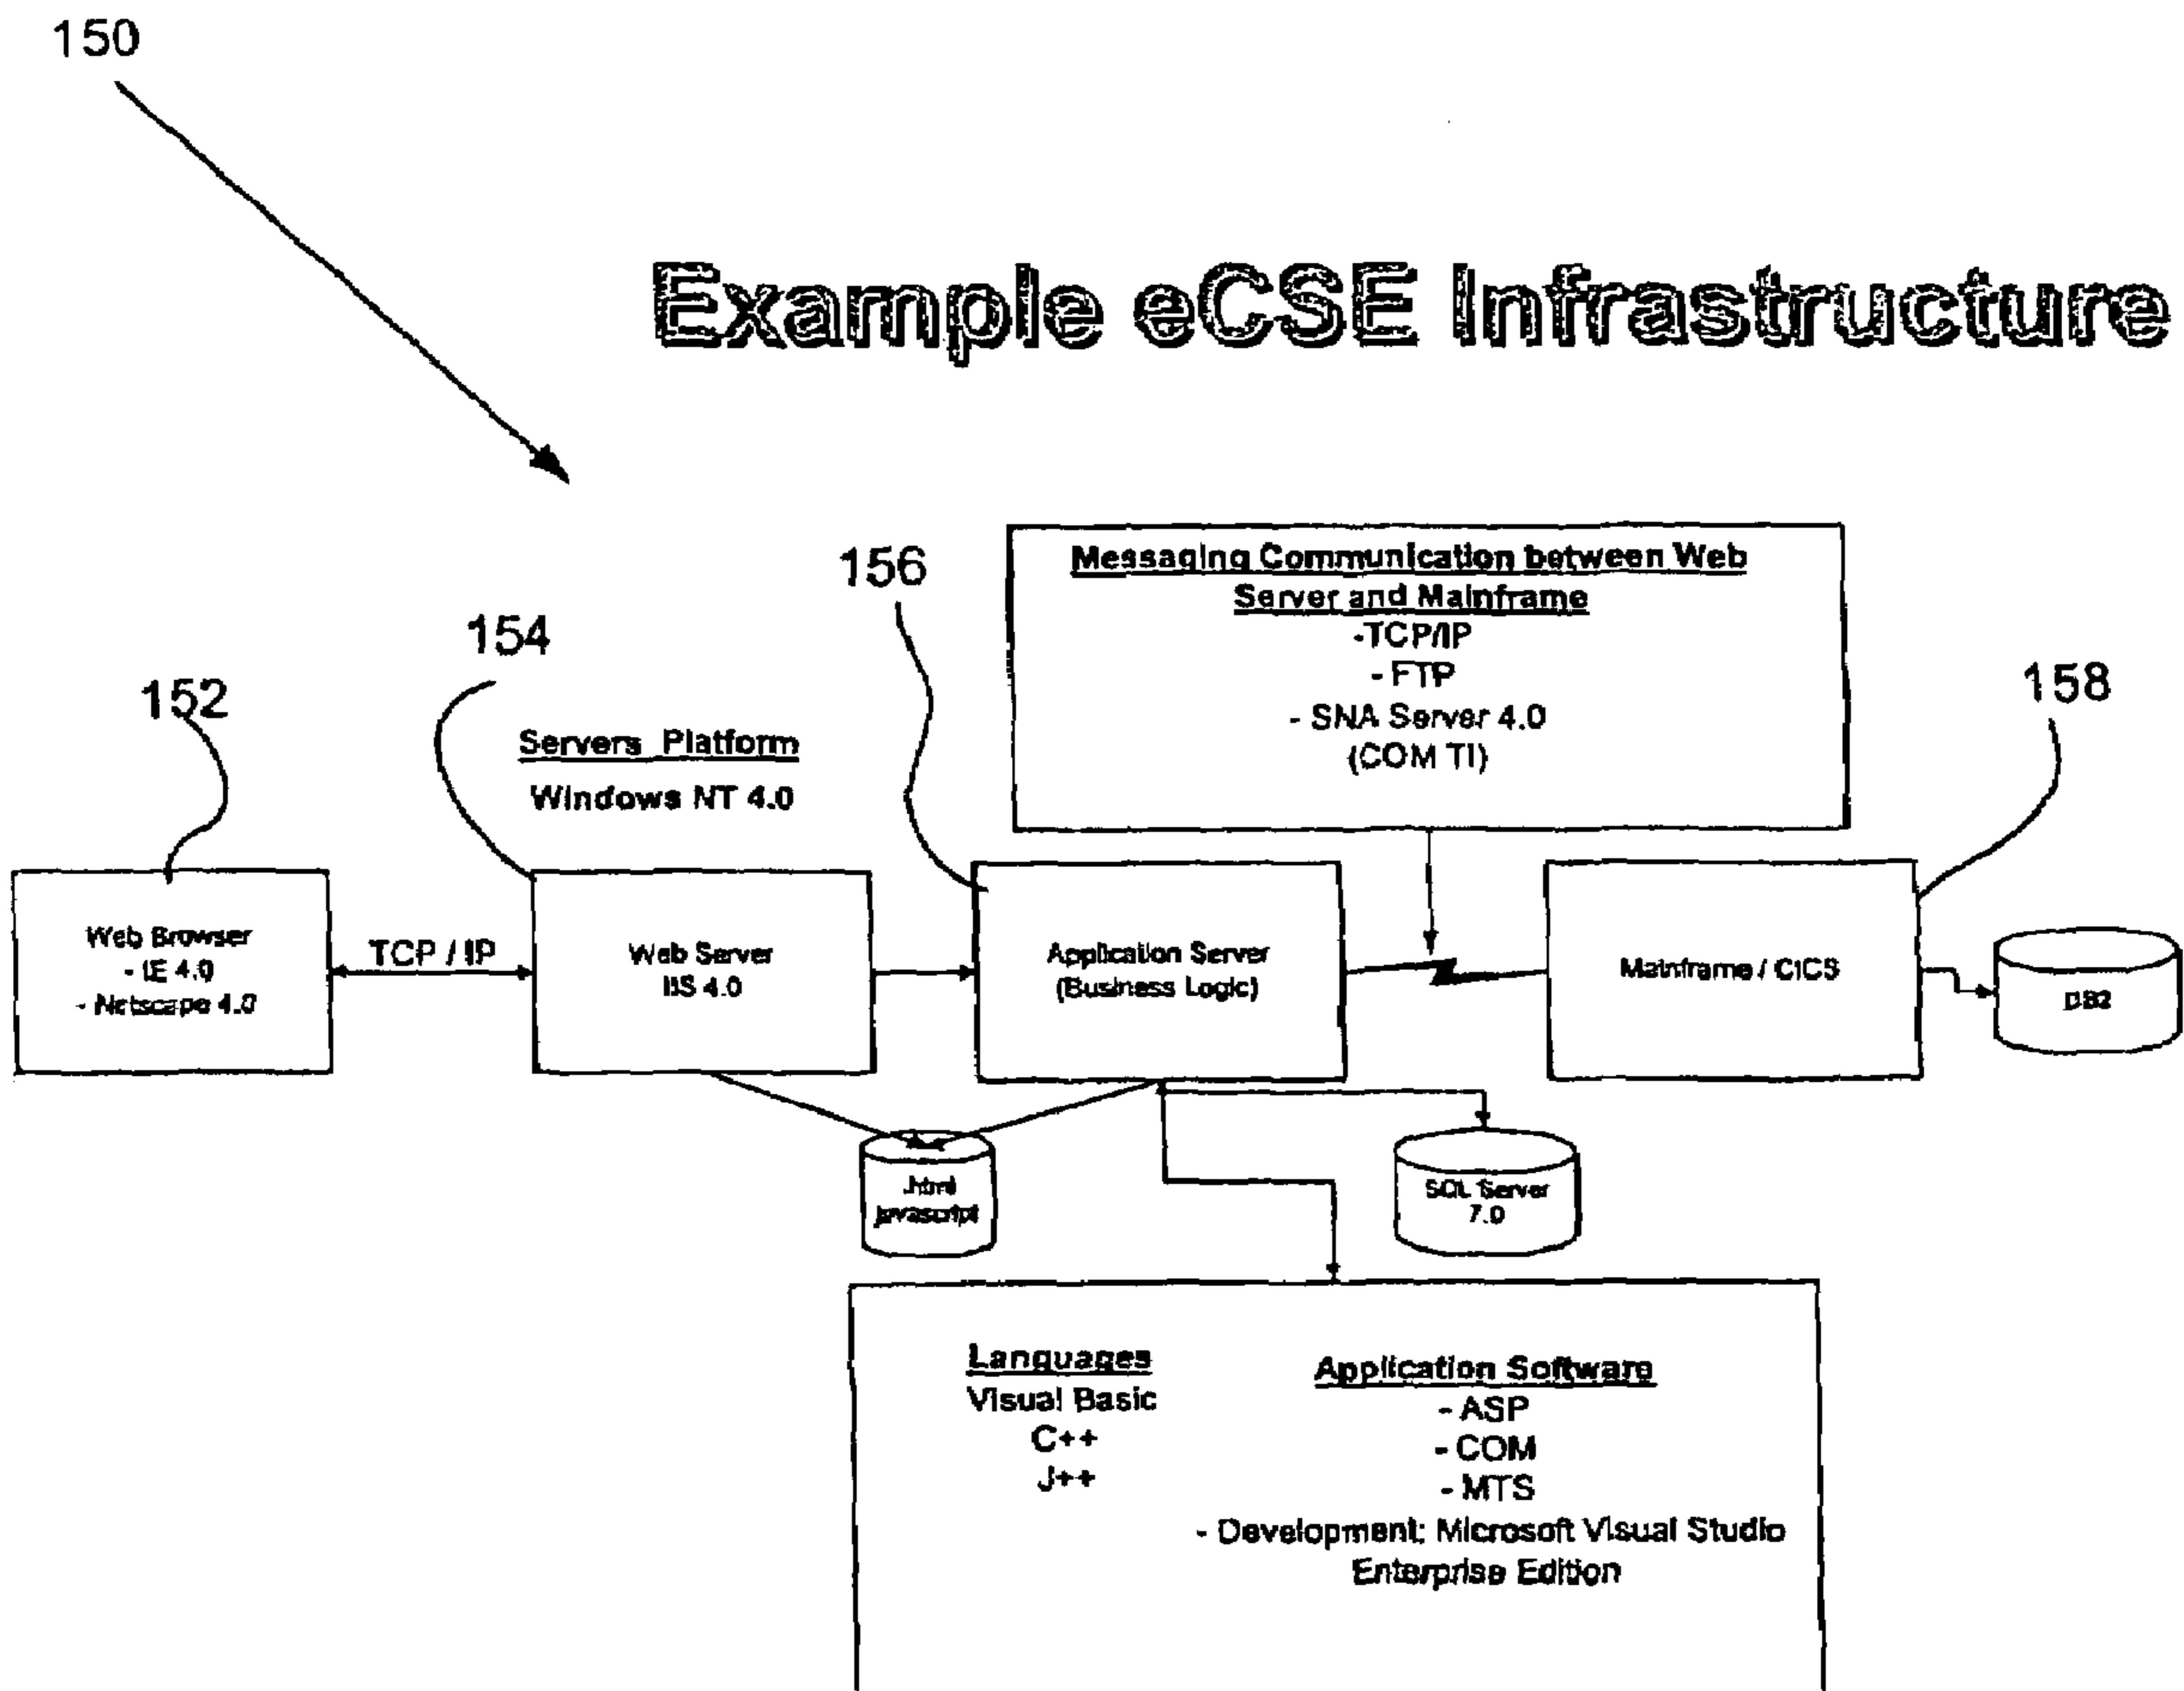 150
Example eCSE Infrastructure
Messaging Communication between Web
Server and Mainframe
-TCP/IP
- FTP
- SNA Server 4.0
(COM TI)
156
154
152
158
Servers Platform
Windows NT 4.0
Web Browser
- IE 4.0
- Netscape 4.0
TCP / IP
Web Server
IIS 4.0
Application Server
(Business Logic)
Mainframe / CICS
DB2
.html
javascript
SQL Server
7.0
Languages
Visual Basic
C++
J++
Application Software
- ASP
- COM
- MTS
- Development: Microsoft Visual Studio
Enterprise Edition